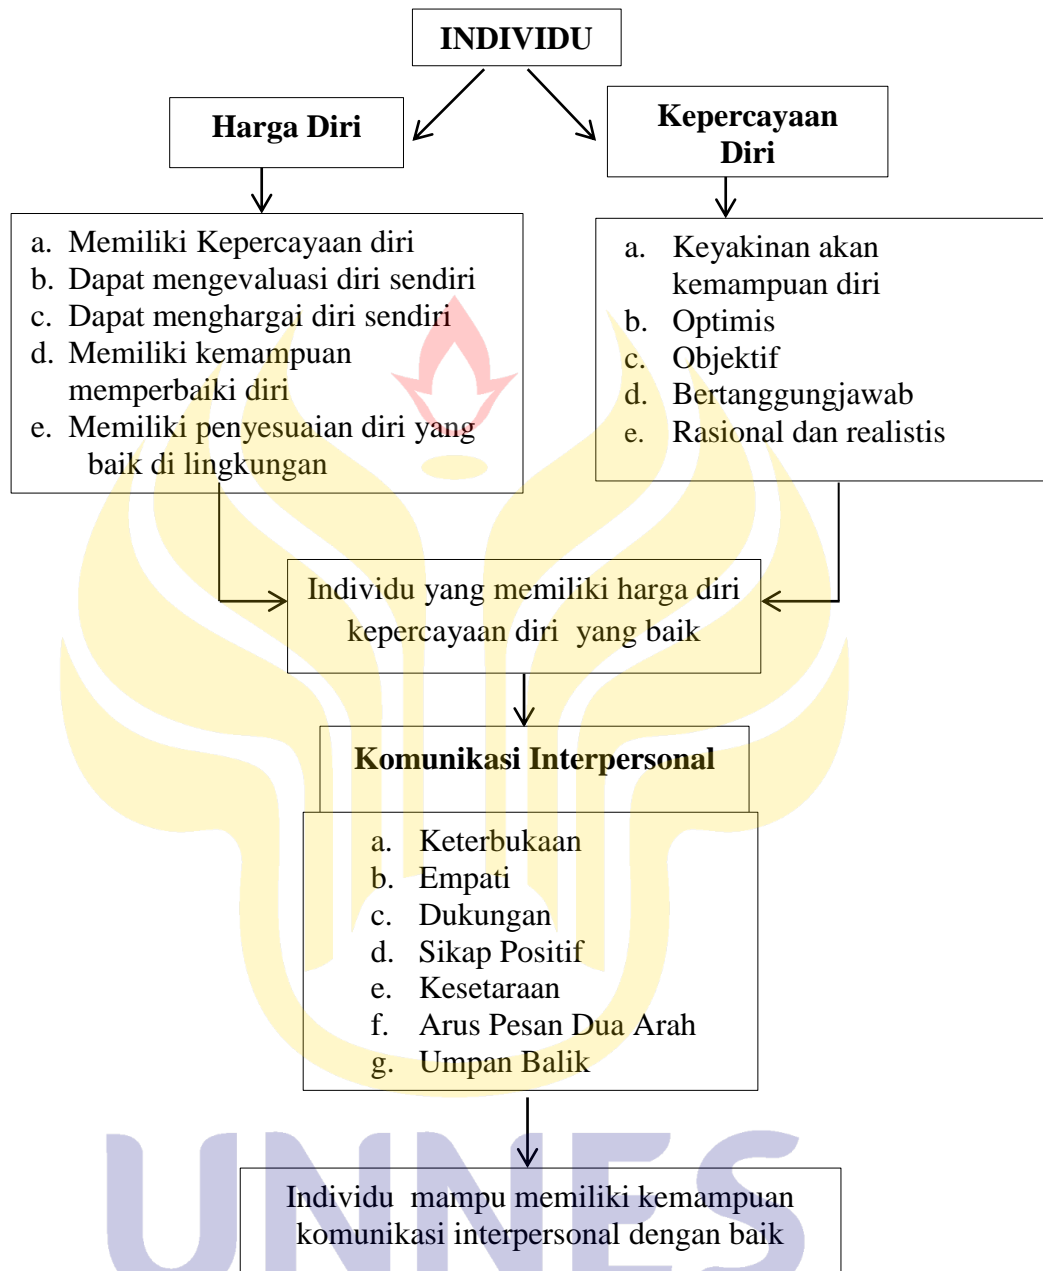 INDIVIDU
Harga Diri
Kepercayaan
Diri
a. Memiliki Kepercayaan diri
b. Dapat mengevaluasi diri sendiri
c. Dapat menghargai diri sendiri
d. Memiliki kemampuan
memperbaiki diri
e. Memiliki penyesuaian diri yang
baik di lingkungan
a. Keyakinan akan
kemampuan diri
b. Optimis
c. Objektif
d. Bertanggungjawab
e. Rasional dan realistis
Individu yang memiliki harga diri
kepercayaan diri yang baik
Komunikasi Interpersonal
a. Keterbukaan
b. Empati
c. Dukungan
d. Sikap Positif
e. Kesetaraan
f. Arus Pesan Dua Arah
g. Umpan Balik
UNNES
Individu mampu memiliki kemampuan
komunikasi interpersonal dengan baik